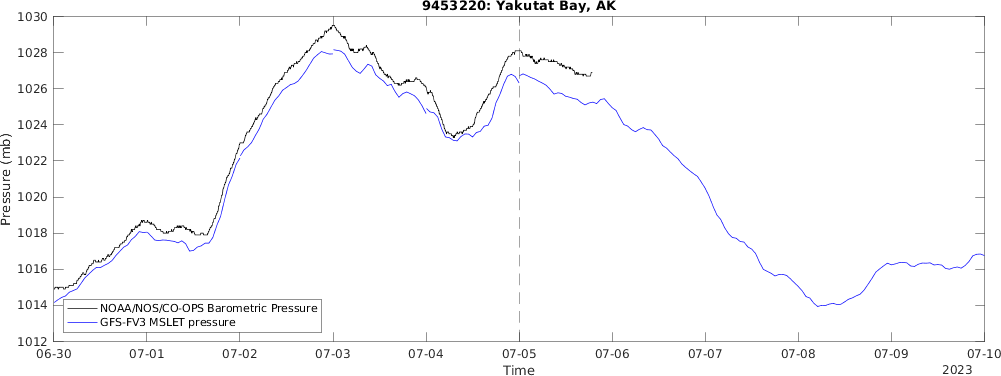 9453220: Yakutat Bay, AK
Pressure (mb)
1030
1028
1026
1024
1022
1020
1018
1016
1014
1012
NOAA/NOS/CO-OPS Barometric Pressure
GFS-FV3 MSLET pressure
06-30 07-01 07-02 07-03 07-04 07-05 07-06 07-07 07-08 07-09 07-10
Time
2023